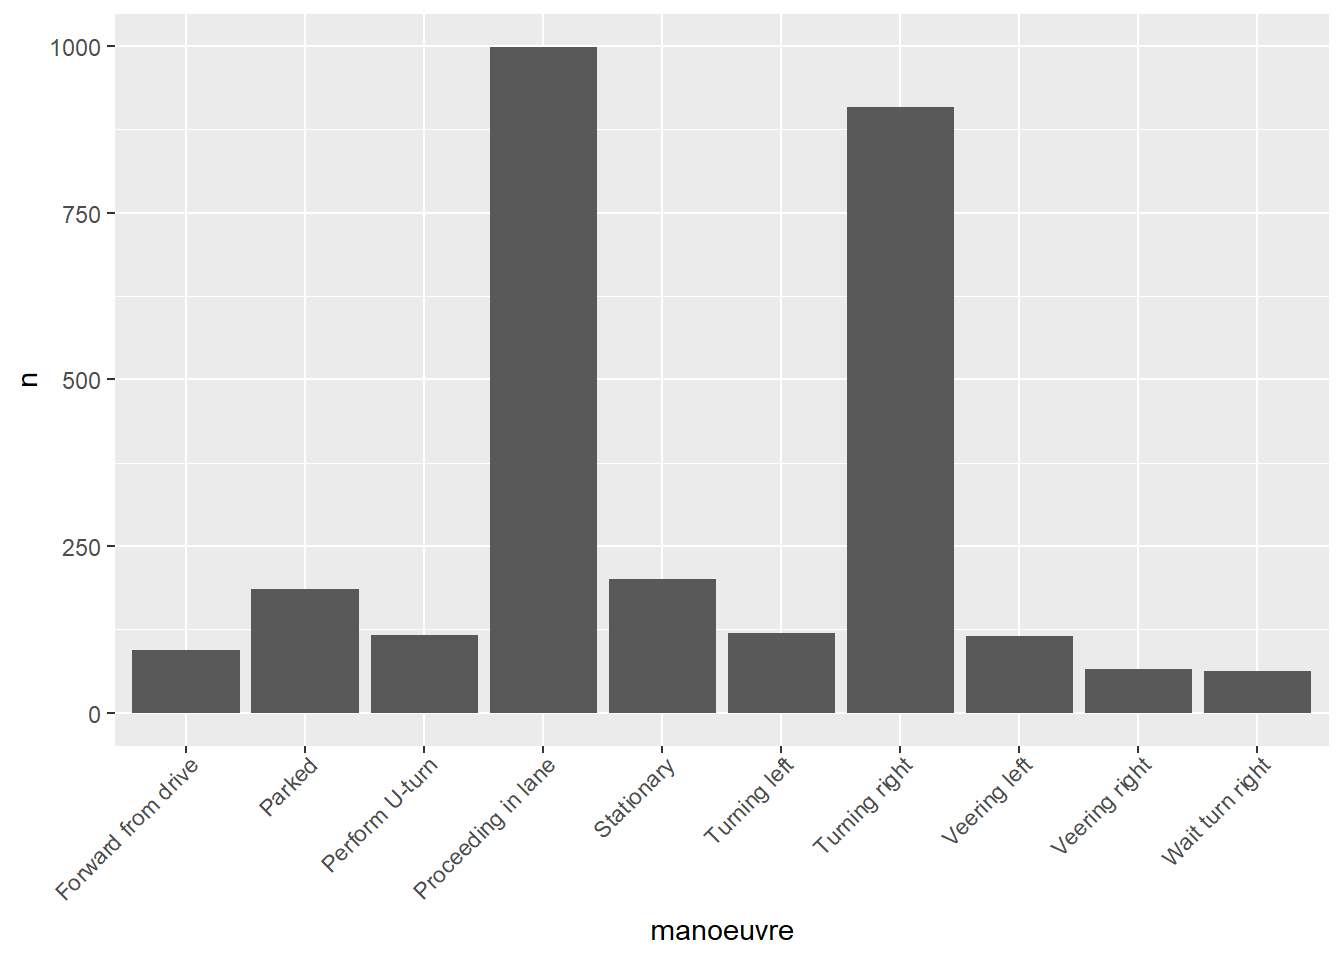 1000
750
500
250
0
n
Forward from drive
Parked
Perform U-turn
Proceeding in lane
Stationary
Turning left
Turning right
Veering left
Veering right
Wait turn right
manoeuvre